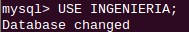 mysql> USE INGENIERIA;
Database changed